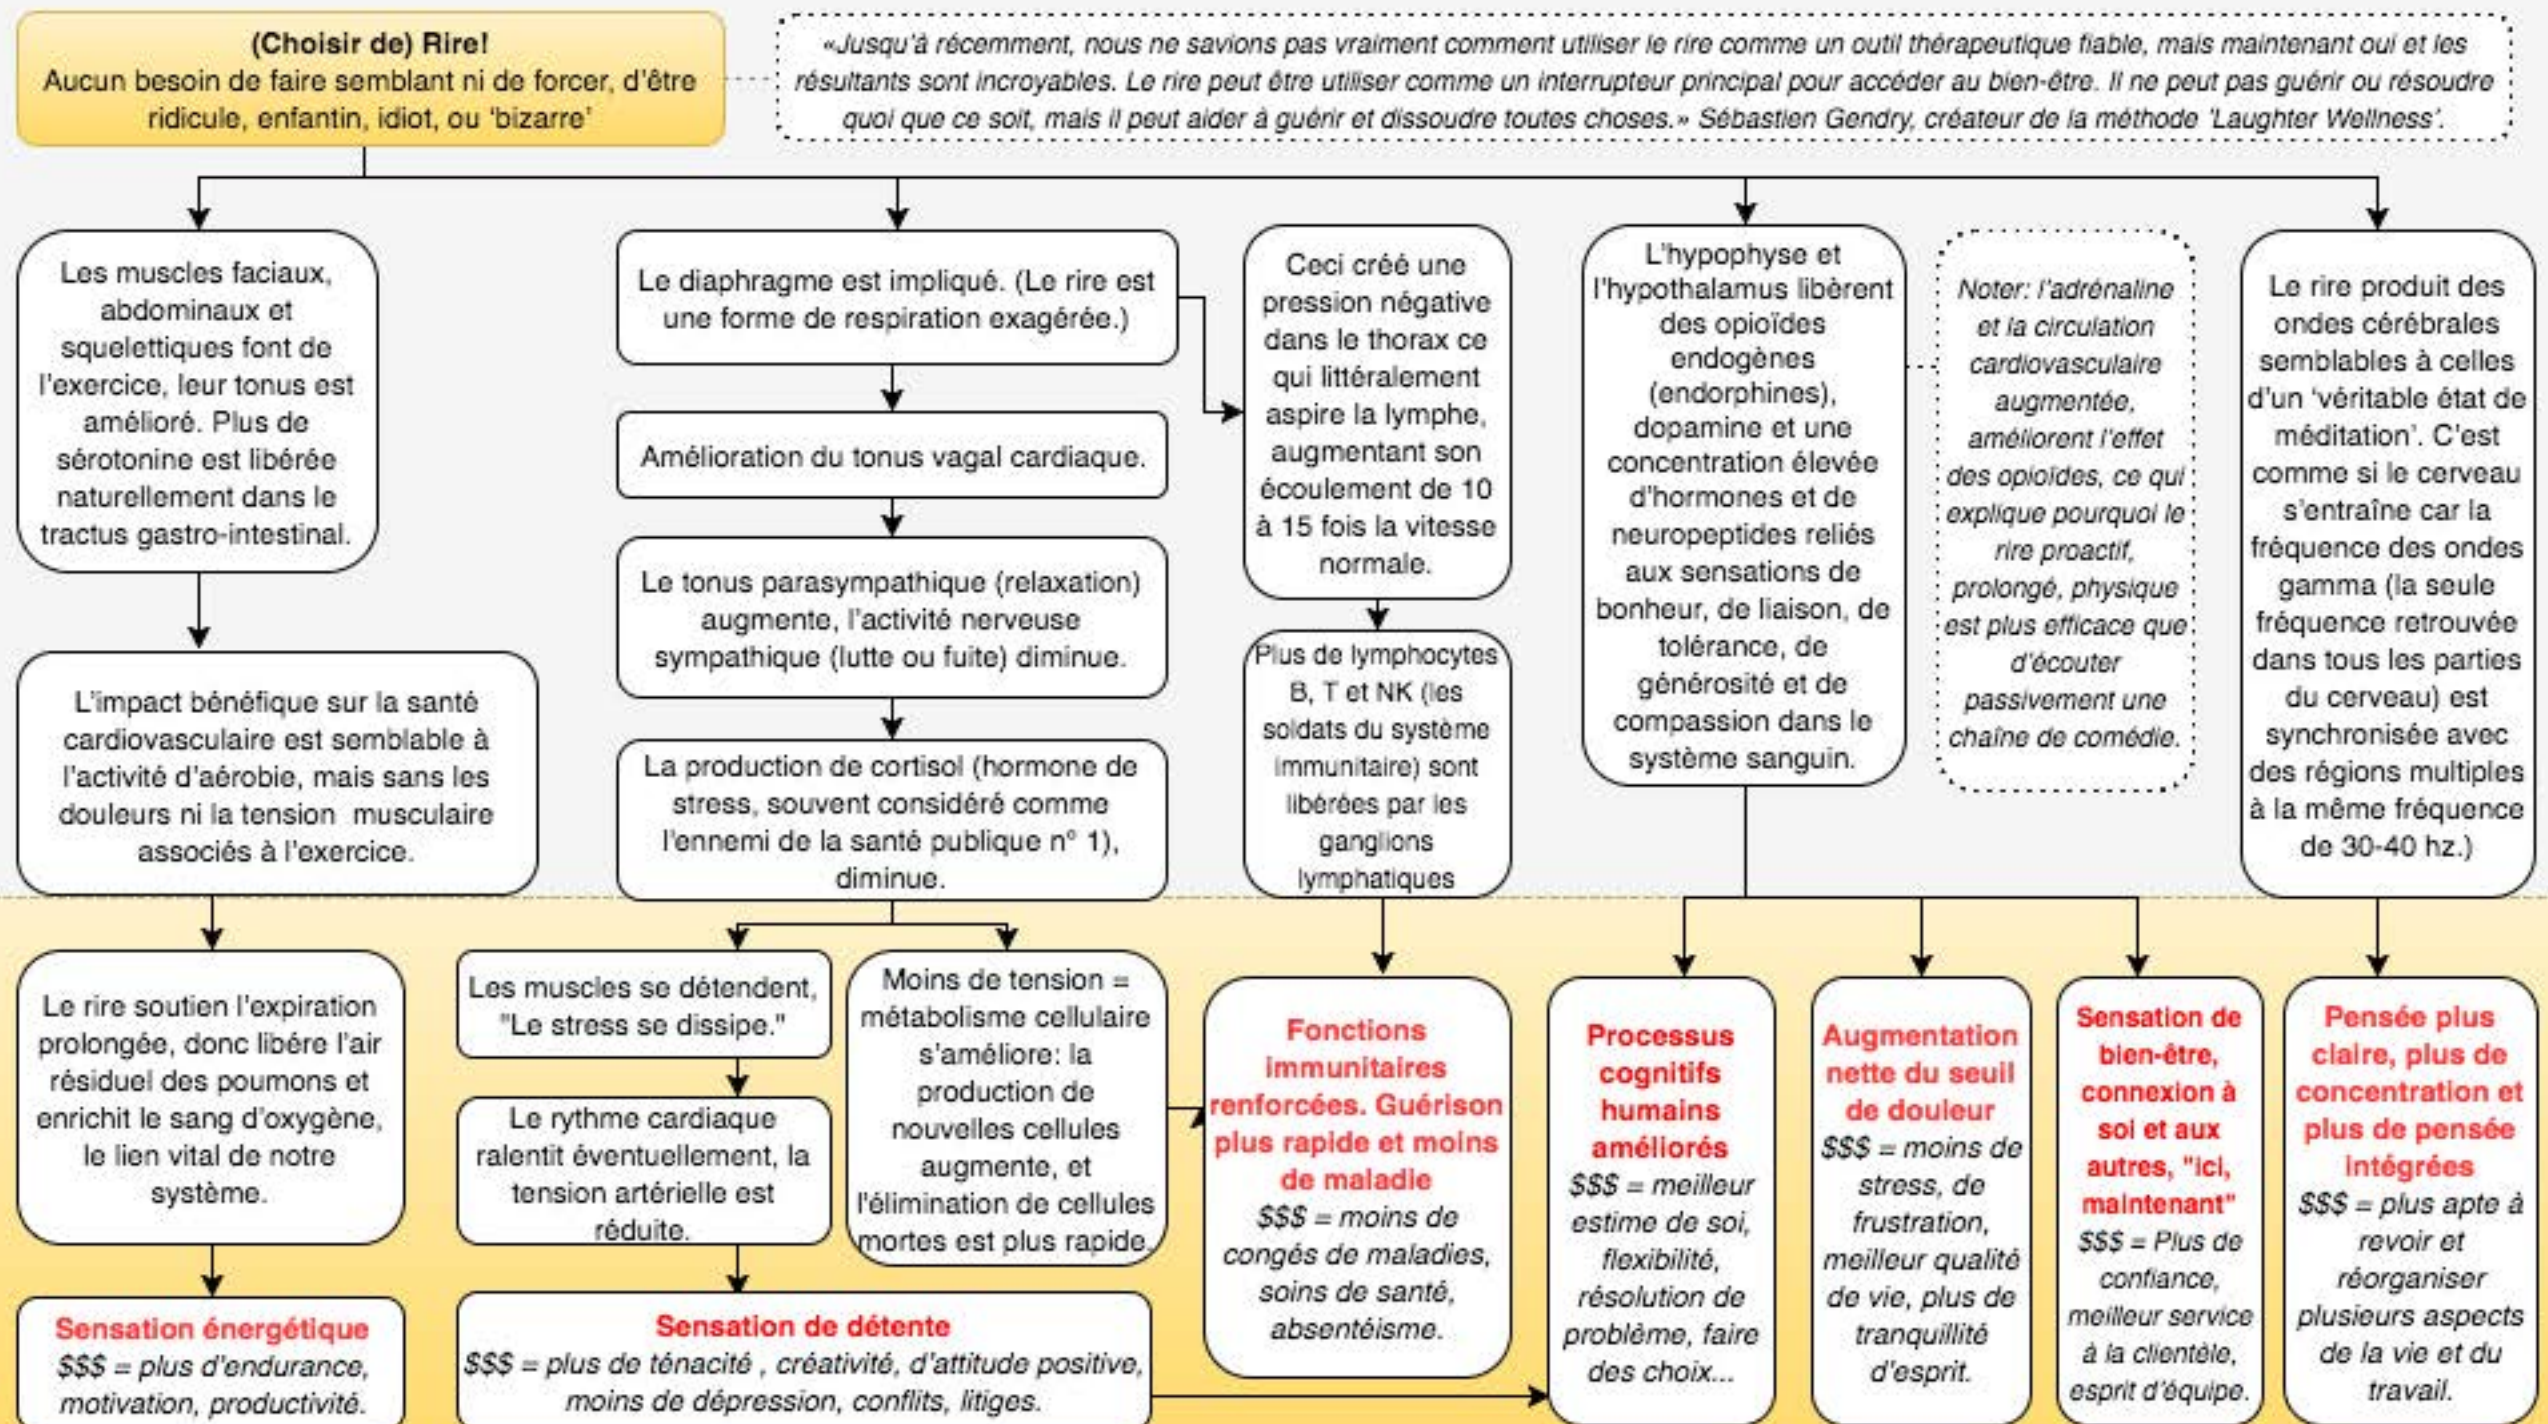 (Choisir de) Rire!
Aucun besoin de faire semblant ni de forcer, d'être
ridicule, enfantin, idiot, ou 'bizarre'
«Jusqu'à récemment, nous ne savions pas vraiment comment utiliser le rire comme un outil thérapeutique fiable, mais maintenant oui et les
résultants sont incroyables. Le rire peut être utiliser comme un interrupteur principal pour accéder au bien-être. Il ne peut pas guérir ou résoudre
quoi que ce soit, mais il peut aider à guérir et dissoudre toutes choses.» Sébastien Gendry, créateur de la méthode 'Laughter Wellness'.
Les muscles faciaux,
abdominaux et
squelettiques font de
l'exercice, leur tonus est
amélioré. Plus de
sérotonine est libérée
naturellement dans le
tractus gastro-intestinal.
L'impact bénéfique sur la santé
cardiovasculaire est semblable à
l'activité d'aérobie, mais sans les
douleurs ni la tension musculaire
associés à l'exercice.
Le rire soutien l'expiration
prolongée, donc libére l'air
résiduel des poumons et
enrichit le sang d'oxygène,
le lien vital de notre
système.
Sensation énergétique
$$$ = plus d'endurance,
motivation, productivité.
Le diaphragme est impliqué. (Le rire est
une forme de respiration exagérée.)
Amélioration du tonus vagal cardiaque.
Le tonus parasympathique (relaxation)
augmente, l'activité nerveuse
sympathique (lutte ou fuite) diminue.
La production de cortisol (hormone de
stress, souvent considéré comme
l'ennemi de la santé publique n° 1),
diminue.
Les muscles se détendent,
"Le stress se dissipe."
Le rythme cardiaque
ralentit éventuellement, la
tension artérielle est
réduite.
Sensation de détente
$$$ = plus de ténacité , créativité, d'attitude positive,
moins de dépression, conflits, litiges.
Moins de tension =
métabolisme cellulaire
s'améliore: la
production de
nouvelles cellules
augmente, et
l'élimination de cellules
mortes est plus rapide.
Ceci créé une
pression négative
dans le thorax ce
qui littéralement
aspire la lymphe,
augmentant son
écoulement de 10
à 15 fois la vitesse
normale.
Plus de lymphocytes
B, T et NK (les
soldats du système
immunitaire) sont
libérées par les
ganglions
lymphatiques
Fonctions
immunitaires
renforcées. Guérison
plus rapide et moins
de maladie
$$$ = moins de
congés de maladies,
soins de santé,
absentéisme.
L'hypophyse et
l'hypothalamus libèrent
des opioïdes
endogènes
(endorphines),
dopamine et une
concentration élevée
d'hormones et de
neuropeptides reliés
aux sensations de
bonheur, de liaison, de
tolérance, de
générosité et de
compassion dans le
système sanguin.
Noter: l'adrénaline
et la circulation
cardiovasculaire
augmentée,
améliorent l'effet
des opioïdes, ce qui
explique pourquoi le
rire proactif,
prolongé, physique
est plus efficace que
d'écouter
passivement une
chaîne de comédie.
Processus
cognitifs
humains
améliorés
$$$ = meilleur
estime de soi,
flexibilité,
résolution de
problème, faire
des choix...
Augmentation
nette du seuil
de douleur
$$$ = moins de
stress, de
frustration,
meilleur qualité
de vie, plus de
tranquillité
d'esprit.
Sensation de
bien-être,
connexion à
soi et aux
autres, "ici,
maintenant"
$$$ = Plus de
confiance,
meilleur service
à la clientèle,
esprit d'équipe.
Le rire produit des
ondes cérébrales
semblables à celles
d'un 'véritable état de
méditation'. C'est
comme si le cerveau
s'entraîne car la
fréquence des ondes
gamma (la seule
fréquence retrouvée
dans tous les parties
du cerveau) est
synchronisée avec
des régions multiples
à la même fréquence
de 30-40 hz.)
Pensée plus
claire, plus de
concentration et
plus de pensée
intégrées
$$$ = plus apte à
revoir et
réorganiser
plusieurs aspects
de la vie et du
travail.